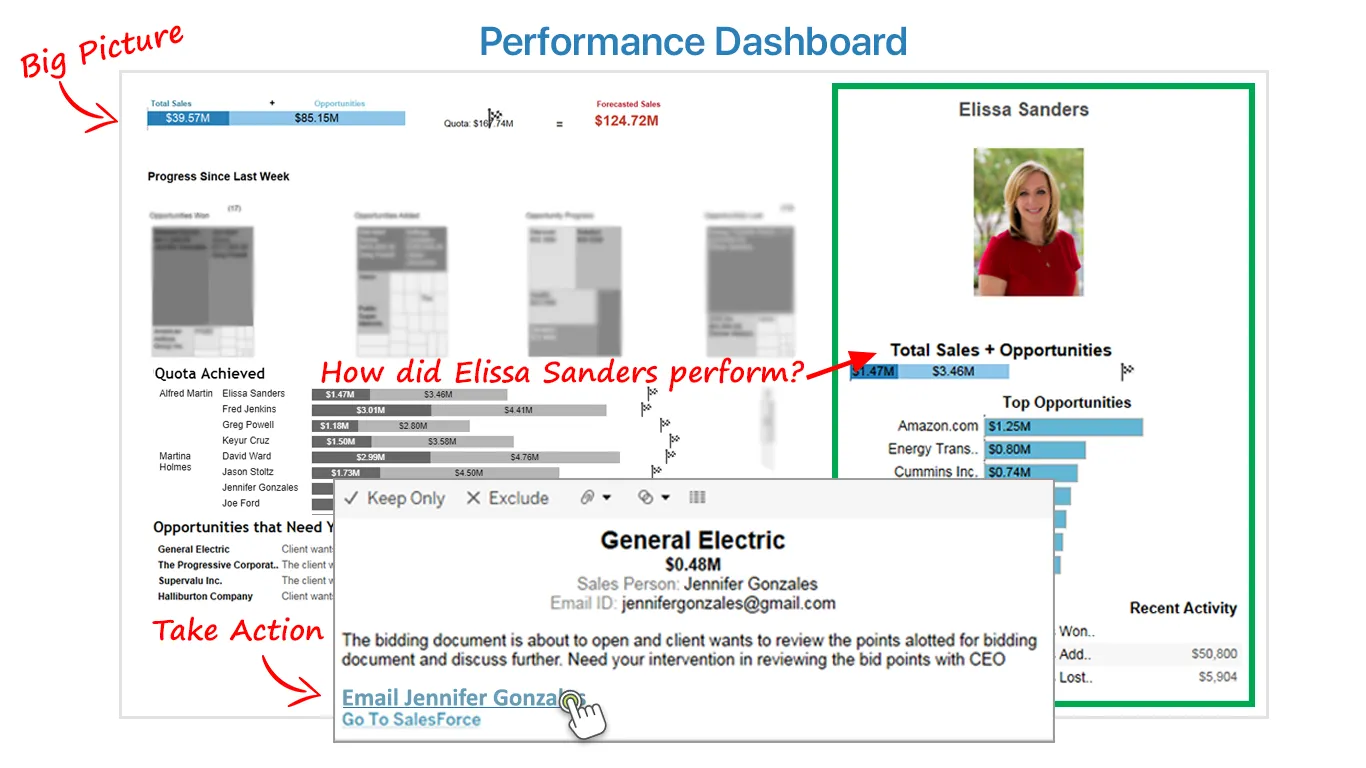 Performance Dashboard
Big Picture
Total Sales + Opportunities
$39.57M $85.15M
Quota: $16 .74M
=
Forecasted Sales
$124.72M
Progress Since Last Week
Opportunities Won (17)
Opportunities Added
Opportunity Progress
Quota Achieved
How did Elissa Sanders perform?
Alfred Martin Elissa Sanders $1.47M $3.46M
Fred Jenkins $3.01M $4.41M
Greg Powell $1.18M $2.80M
Keyur Cruz $1.50M $3.58M
Martina Holmes David Ward $2.99M $4.76M
Jason Stoltz $1.73M $4.50M
Jennifer Gonzales
Joe Ford
Opportunities that Need Y
General Electric Client want
The Progressive Corporat.. The client w
Supervalu Inc. The client w
Halliburton Company Client want
Take Action
Elissa Sanders
Total Sales + Opportunities
$1.47M $3.46M
Top Opportunities
Amazon.com $1.25M
Energy Trans.. $0.80M
Cummins Inc. $0.74M
Recent Activity
Won..
Add.. $50,800
Lost.. $5,904
Keep Only Exclude
General Electric
$0.48M
Sales Person: Jennifer Gonzales
Email ID: jennifergonzales@gmail.com
The bidding document is about to open and client wants to review the points alotted for bidding
document and discuss further. Need your intervention in reviewing the bid points with CEO
Email Jennifer Gonzales
Go To SalesForce